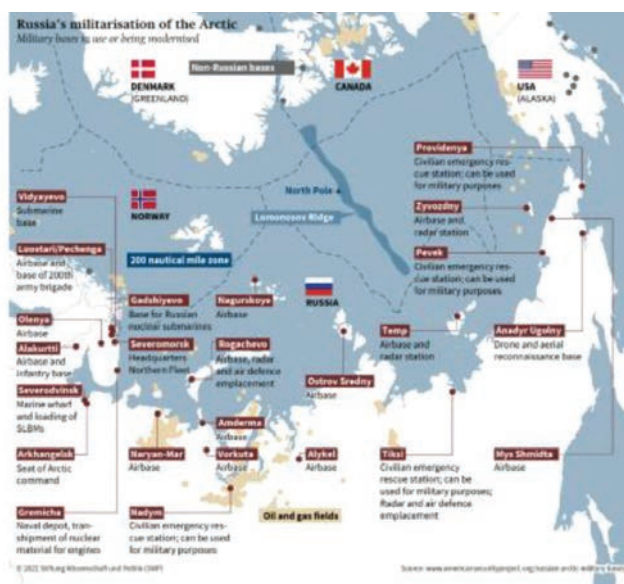 Russia's militarisation of the Arctic
Military bases in use or being modernised
Non-Russian bases
DENMARK
(GREENLAND)
CANADA
USA
(ALASKA)
Providenya
Civilian emergency res-
cue station; can be used
for military purposes
North Pole
Zvyozdny
Airbase and
radar station
Vidyayevo
Submarine
base
NORWAY
Lomonosov Ridge
Pevek
Civilian emergency res-
cue station; can be used
for military purposes
Luostari/Pechenga
Airbase and
base of 200th
army brigade
200 nautical mile zone
RUSSIA
Gadshiyevo
Base for Russian
nuclinal submarines
Nagurskoye
Airbase
Olenya
Airbase
Severomorsk
Headquarters
Northern Fleet
Rogachevo
Airbase, radar
and air defence
emplacement
Temp
Airbase and
radar station
Anadyr Ugolny
Drone and aerial
reconnaissance base
Alakurtti
Airbase and
infantry base
Ostrov Sredny
Airbase
Severodvinsk
Marine wharf
and loading of
SLBMs
Amderma
Airbase
Arkhangelsk
Seat of Arctic
command
Naryan-Mar
Airbase
Vorkuta
Airbase
Alykel
Airbase
Tiksi
Civilian emergency
rescue station; can be
used for military purposes;
Radar and air defence
emplacement
Mys Shmidta
Airbase
Gremicha
Naval depot, tran-
shipment of nuclear
material for engines
Nadym
Civilian emergency res-
cue station; can be used
for military purposes
Oil and gas fields
© 2021 Stiftung Wissenschaft und Politik (SWP)